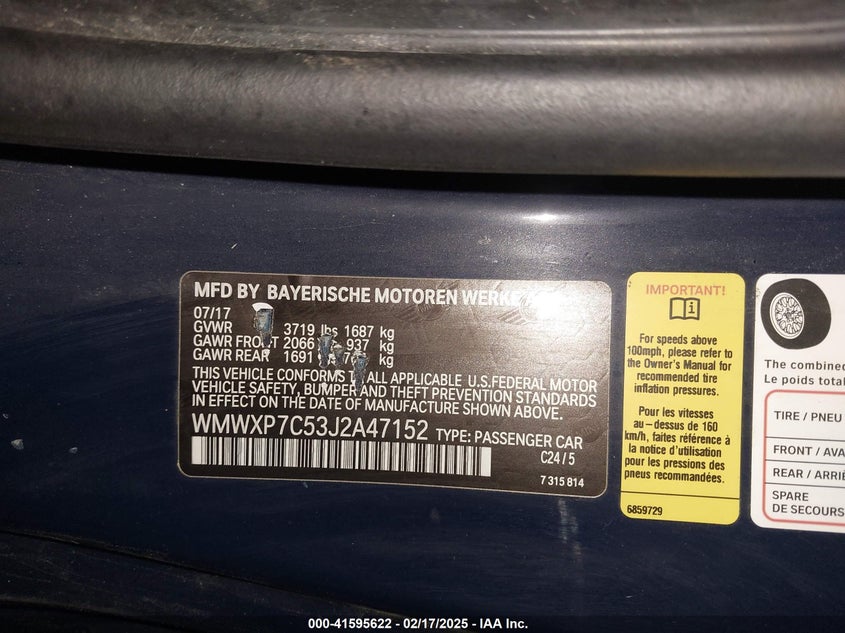 MFD BY BAYERISCHE MOTOREN WERKE
07/17
GVWR 3719 lbs 1687 kg
GAWR FRONT 2066 937 kg
GAWR REAR 1691 kg
THIS VEHICLE CONFORMS TO ALL APPLICABLE U.S.FEDERAL MOTOR
VEHICLE SAFETY, BUMPER AND THEFT PREVENTION STANDARDS
IN EFFECT ON THE DATE OF MANUFACTURE SHOWN ABOVE.
WMWXP7C53J2A47152 TYPE: PASSENGER CAR
C24/5
7 315 814
IMPORTANT!
For speeds above
100mph, please refer to
the Owner's Manual for
recommended tire
inflation pressures.
Pour les vitesses
au–dessus de 160
km/h, faites référence à
la notice d'utilisation
pour les pressions des
pneus recommandées.
6859729
The combined
Le poids total
TIRE / PNEU
FRONT / AVA
REAR / ARRIÈ
SPARE
DE SECOURS
000-41595622 - 02/17/2025 - IAA Inc.